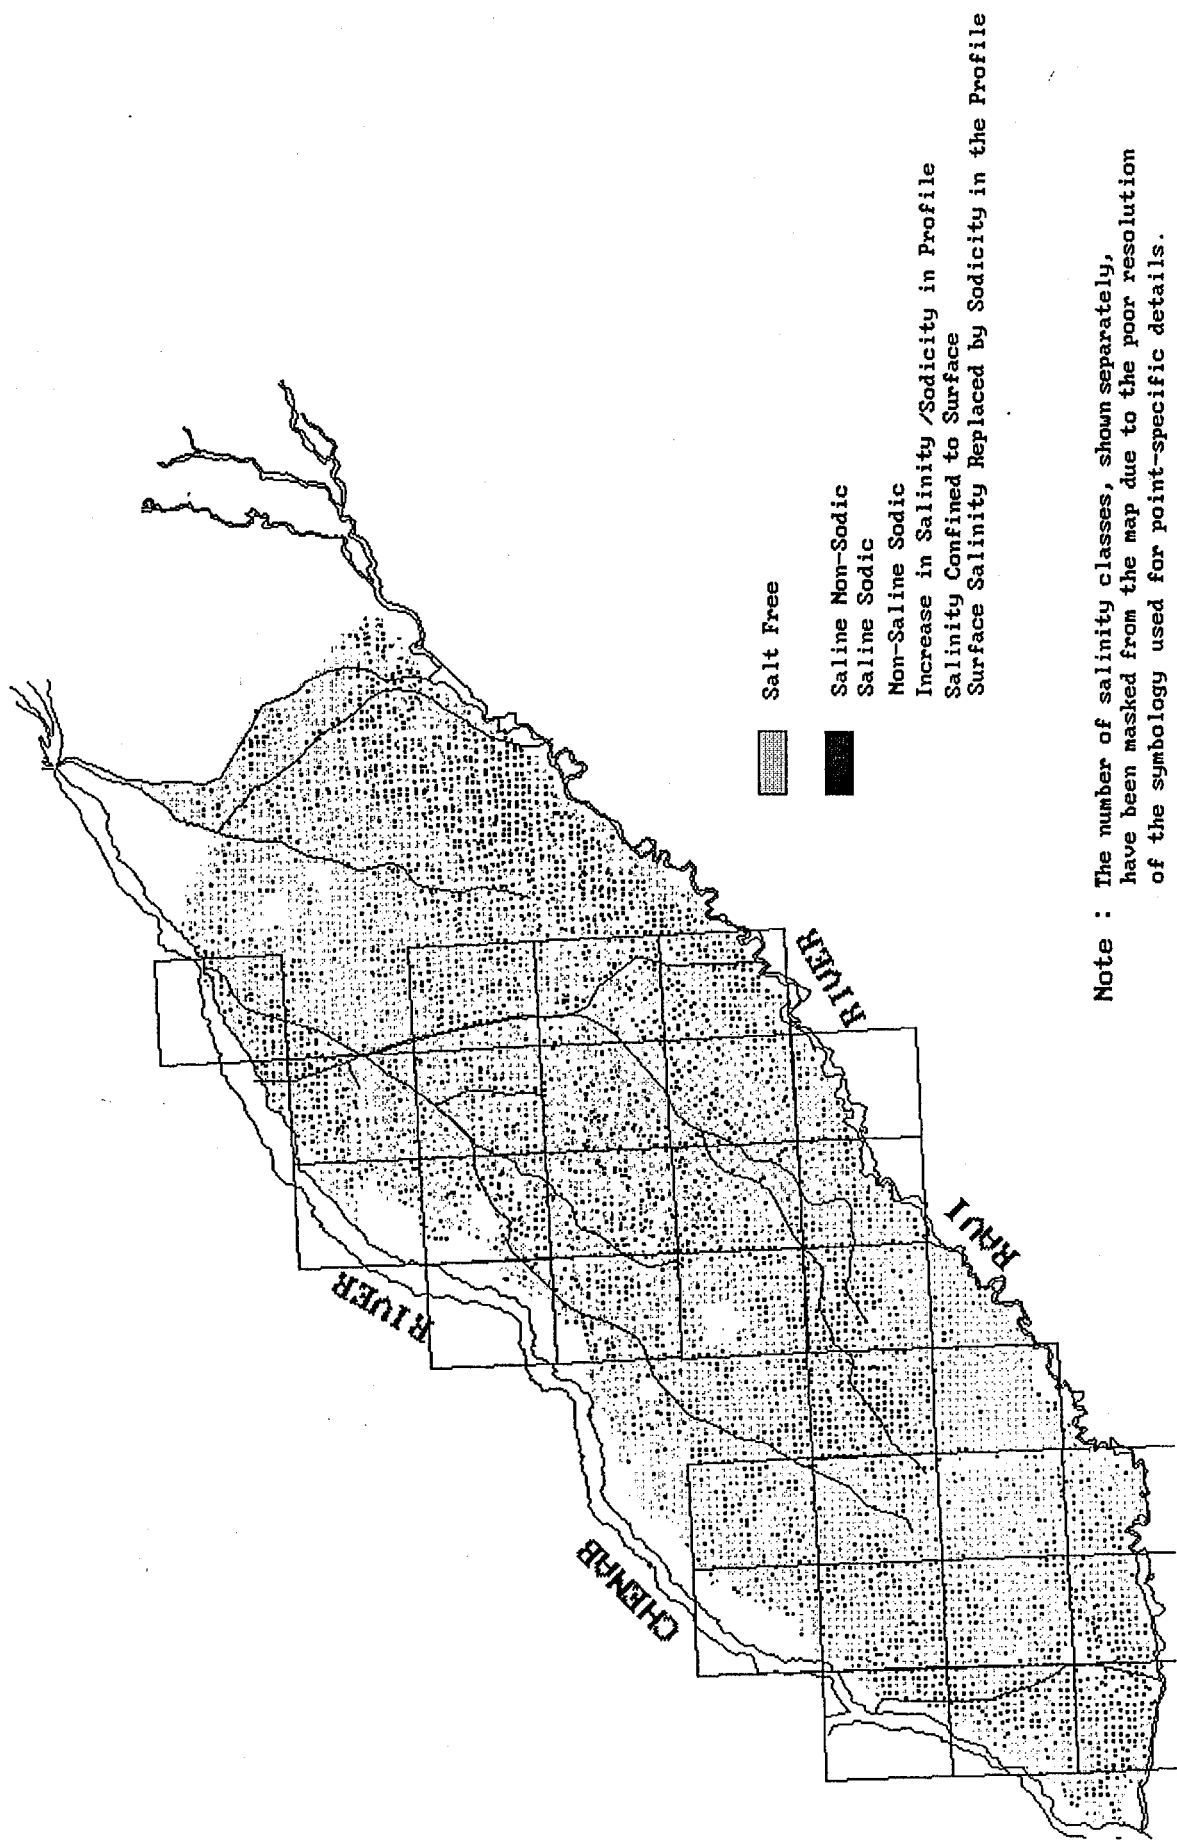 CHENAB
RIVER
RAVI
RIVER
Salt Free
Saline Non-Sodic
Saline Sodic
Non-Saline Sodic
Increase in Salinity /Sodicity in Profile
Salinity Confined to Surface
Surface Salinity Replaced by Sodicity in the Profile
Note : The number of salinity classes, shown separately,
have been masked from the map due to the poor resolution
of the symbology used for point-specific details.